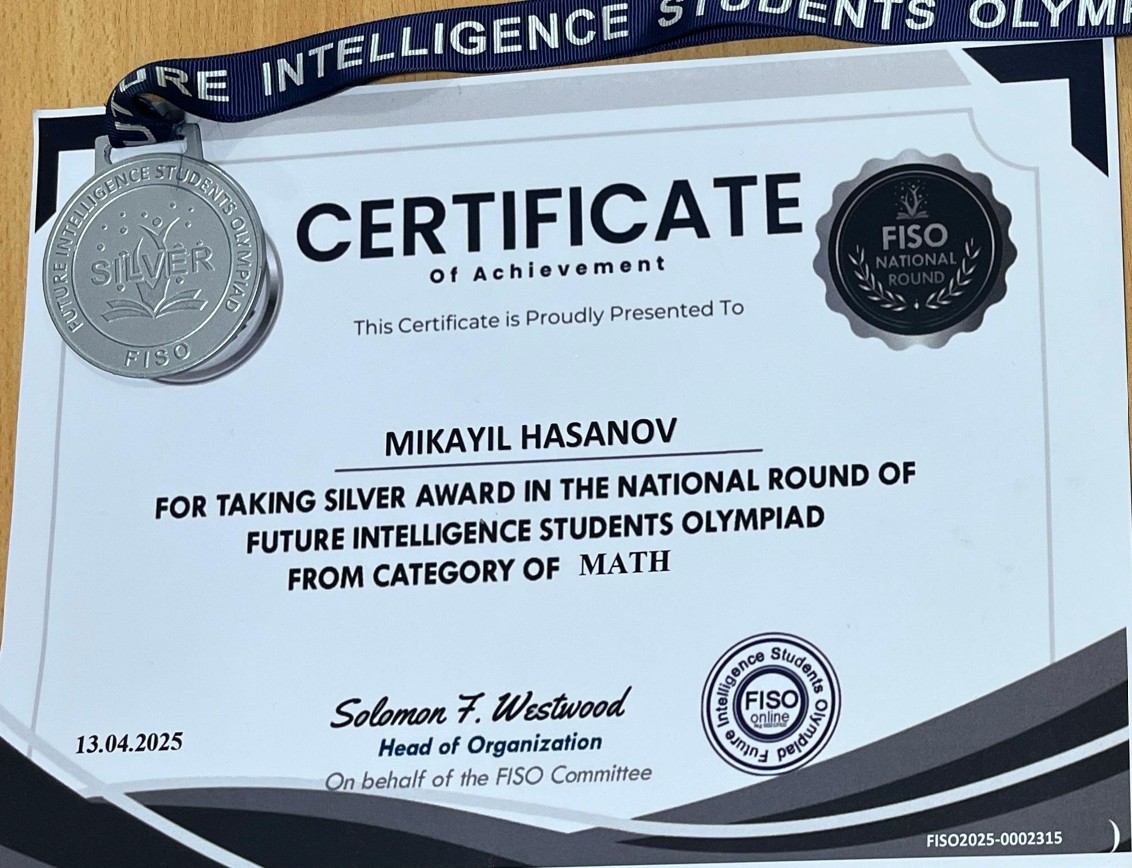 URE INTELLIGENCE STUDENTS OLYMP
FUTURE INTELLIGENCE STUDENTS OLYMPIAD
SILVER
FISO
CERTIFICATE
Of Achievement
This Certificate is Proudly Presented To
FISO
NATIONAL
ROUND
MIKAYIL HASANOV
FOR TAKING SILVER AWARD IN THE NATIONAL ROUND OF
FUTURE INTELLIGENCE STUDENTS OLYMPIAD
FROM CATEGORY OF MATH
Solomon F. Westwood
Head of Organization
On behalf of the FISO Committee
13.04.2025
Future Intelligence Students Olympiad
FISO
online
FISO2025-0002315